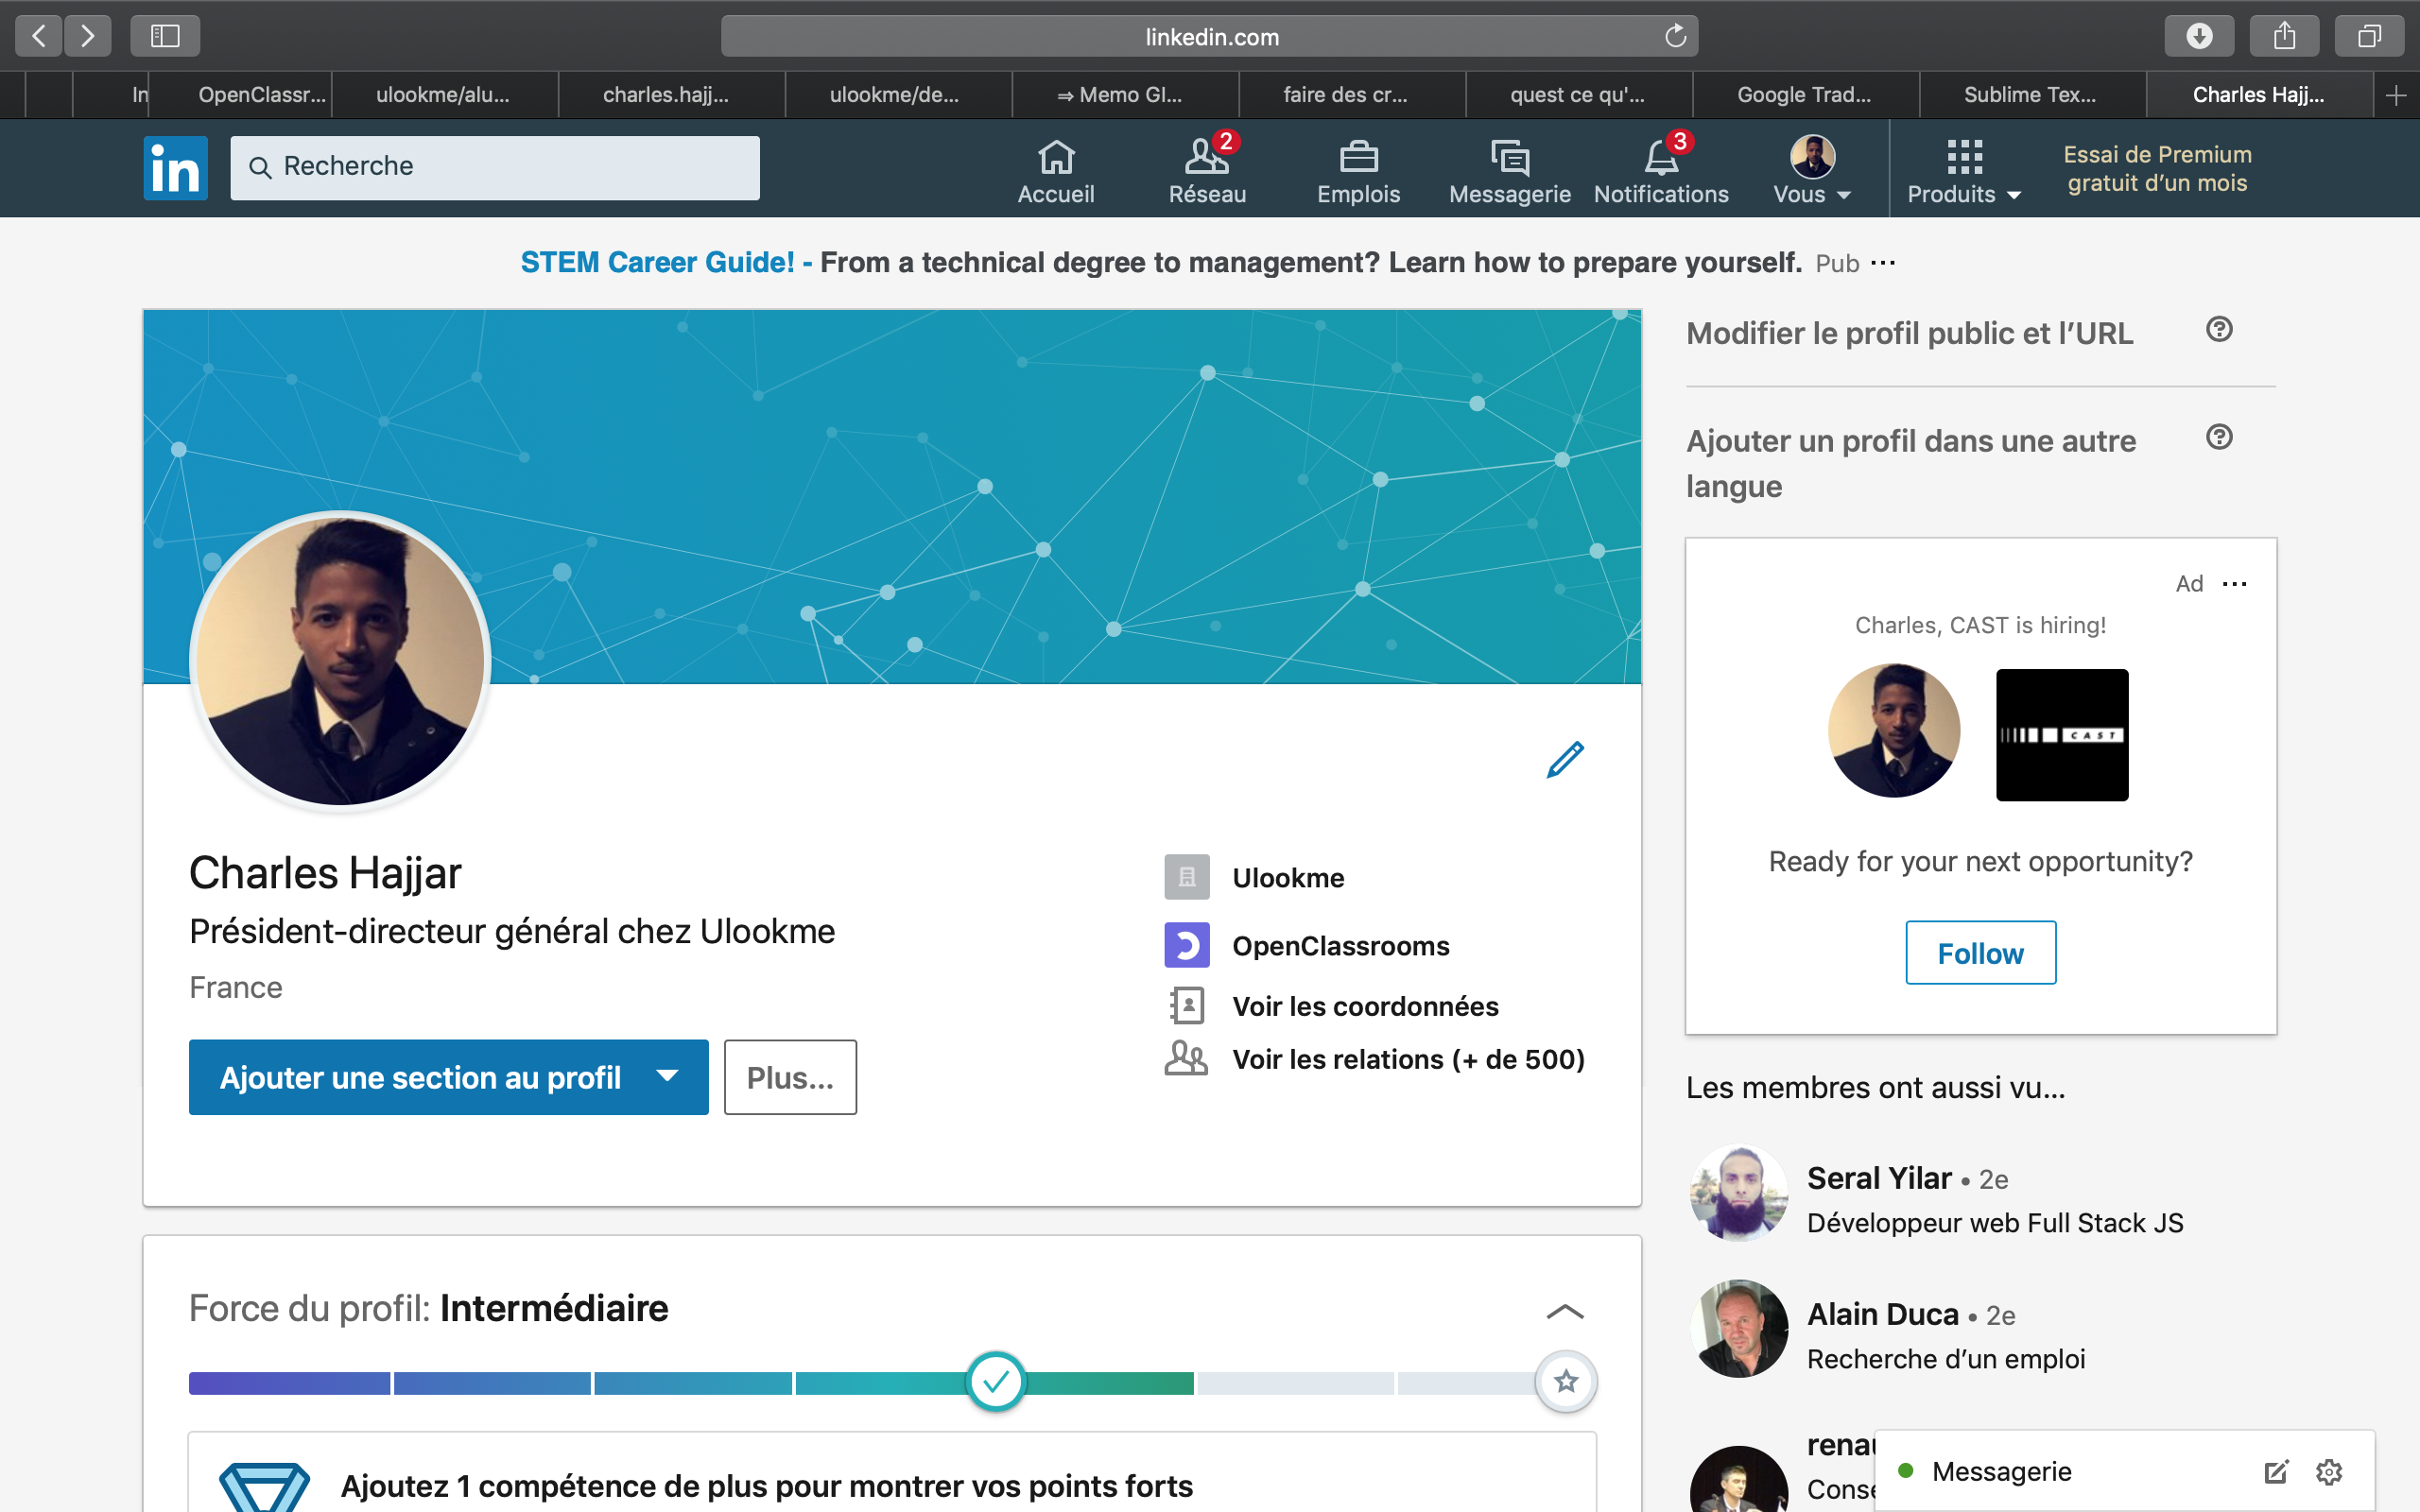 linkedin.com
In
OpenClassr...
ulookme/alu...
charles.hajj...
ulookme/de...
⇒ Memo Gl...
faire des cr...
quest ce qu'...
Google Trad...
Sublime Tex...
Charles Hajj...
in
Recherche
Accueil
2
Réseau
Emplois
Messagerie
3
Notifications
Vous
Produits
Essai de Premium
gratuit d’un mois
STEM Career Guide! - From a technical degree to management? Learn how to prepare yourself. Pub ...
Modifier le profil public et l’URL
Ajouter un profil dans une autre
langue
Ad ...
Charles, CAST is hiring!
CAST
Ready for your next opportunity?
Follow
Charles Hajjar
Président-directeur général chez Ulookme
France
Ajouter une section au profil
Plus...
Ulookme
OpenClassrooms
Voir les coordonnées
Voir les relations (+ de 500)
Les membres ont aussi vu...
Seral Yilar • 2e
Développeur web Full Stack JS
Alain Duca • 2e
Recherche d’un emploi
Messagerie
Force du profil: Intermédiaire
Ajoutez 1 compétence de plus pour montrer vos points forts